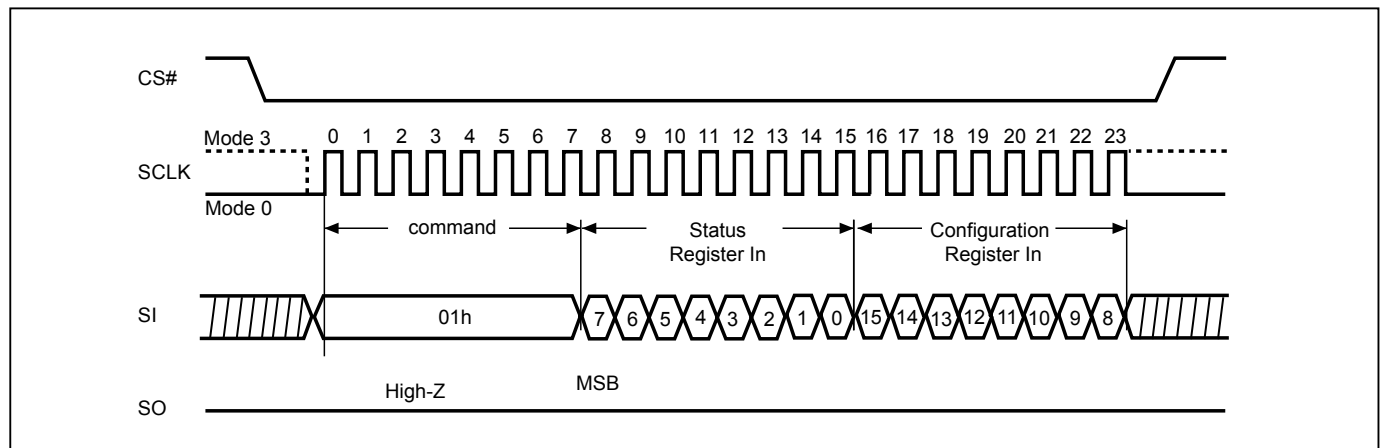 CS#
Mode 3
0 1 2 3 4 5 6 7 8 9 10 11 12 13 14 15 16 17 18 19 20 21 22 23
SCLK
Mode 0
command
Status
Register In
Configuration
Register In
SI
01h
7 6 5 4 3 2 1 0 15 14 13 12 11 10 9 8
High-Z
MSB
SO